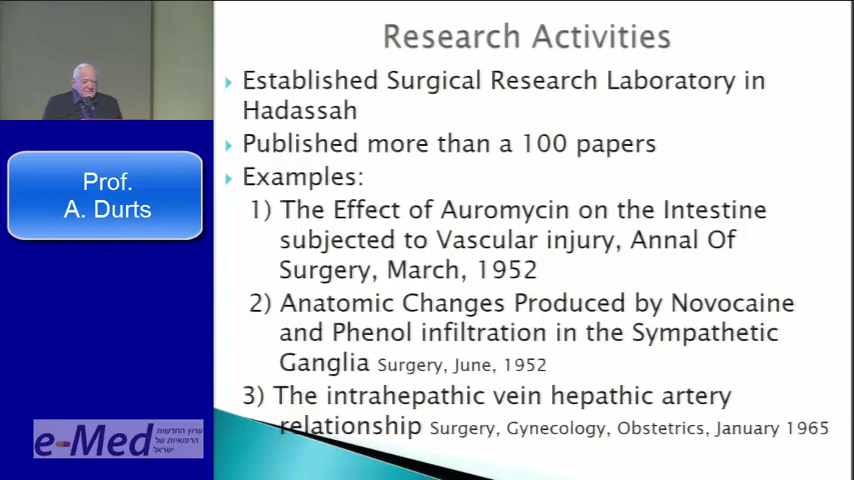 Research Activities
Established Surgical Research Laboratory in
Hadassah
Published more than a 100 papers
Examples:
1) The Effect of Auromycin on the Intestine
subjected to Vascular injury, Annal Of
Surgery, March, 1952
2) Anatomic Changes Produced by Novocaine
and Phenol infiltration in the Sympathetic
Ganglia Surgery, June, 1952
3) The intrahepathic vein hepathic artery
relationship Surgery, Gynecology, Obstetrics, January 1965
Prof.
A. Durts
e-Med
ערוץ החדשות
הרפואיות של
ישראל